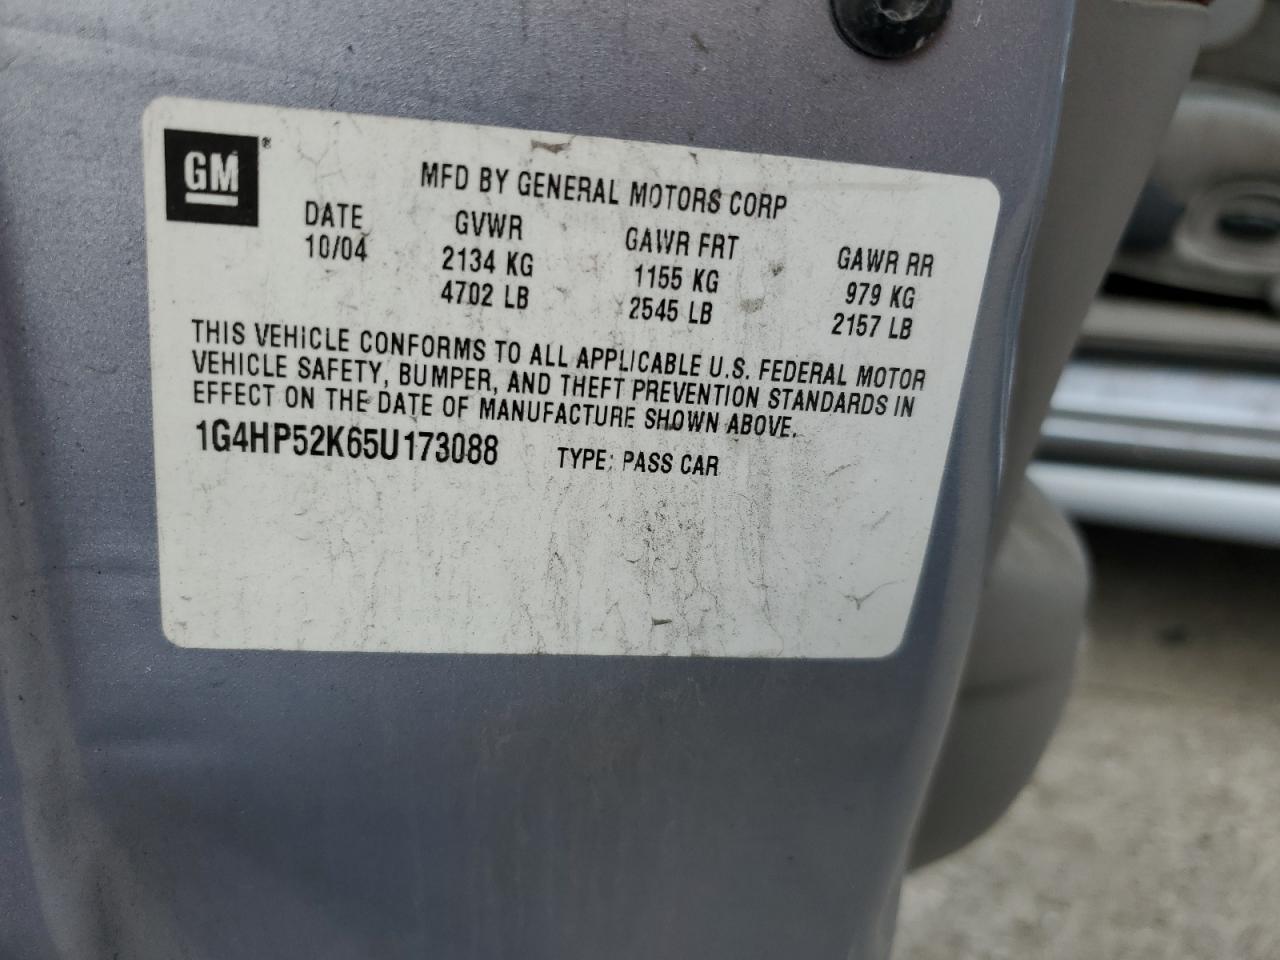 GM®
MFD BY GENERAL MOTORS CORP
DATE GVWR GAWR FRT GAWR RR
10/04 2134 KG 1155 KG 979 KG
4702 LB 2545 LB 2157 LB
THIS VEHICLE CONFORMS TO ALL APPLICABLE U.S. FEDERAL MOTOR
VEHICLE SAFETY, BUMPER, AND THEFT PREVENTION STANDARDS IN
EFFECT ON THE DATE OF MANUFACTURE SHOWN ABOVE.
1G4HP52K65U173088 TYPE: PASS CAR